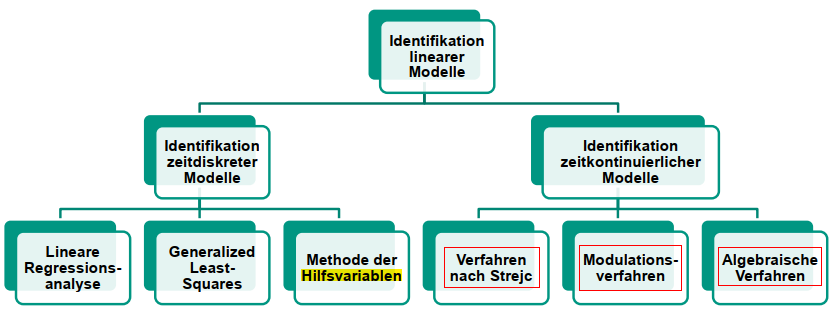 Identifikation
linearer
Modelle
Identifikation
zeitdiskreter
Modelle
Identifikation
zeitkontinuierlicher
Modelle
Lineare
Regressions-
analyse
Generalized
Least-
Squares
Methode der
Hilfsvariablen
Verfahren
nach Strejc
Modulations-
verfahren
Algebraische
Verfahren